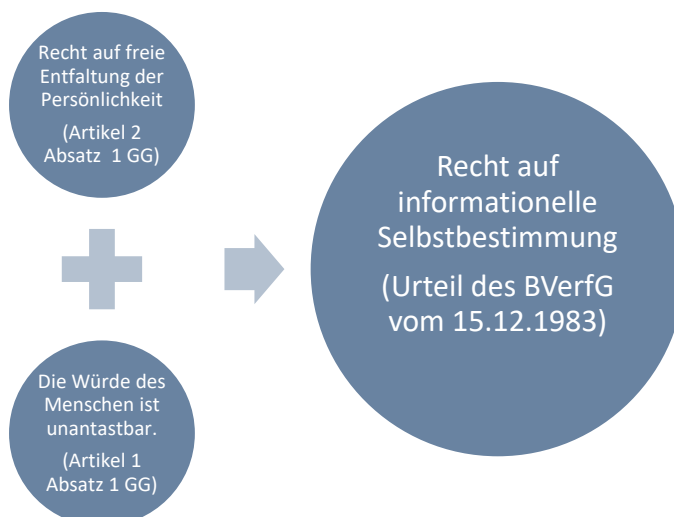 Recht auf freie
Entfaltung der
Persönlichkeit
(Artikel 2
Absatz 1 GG)
Die Würde des
Menschen ist
unantastbar.
(Artikel 1
Absatz 1 GG)
Recht auf
informationelle
Selbstbestimmung
(Urteil des BVerfG
vom 15.12.1983)